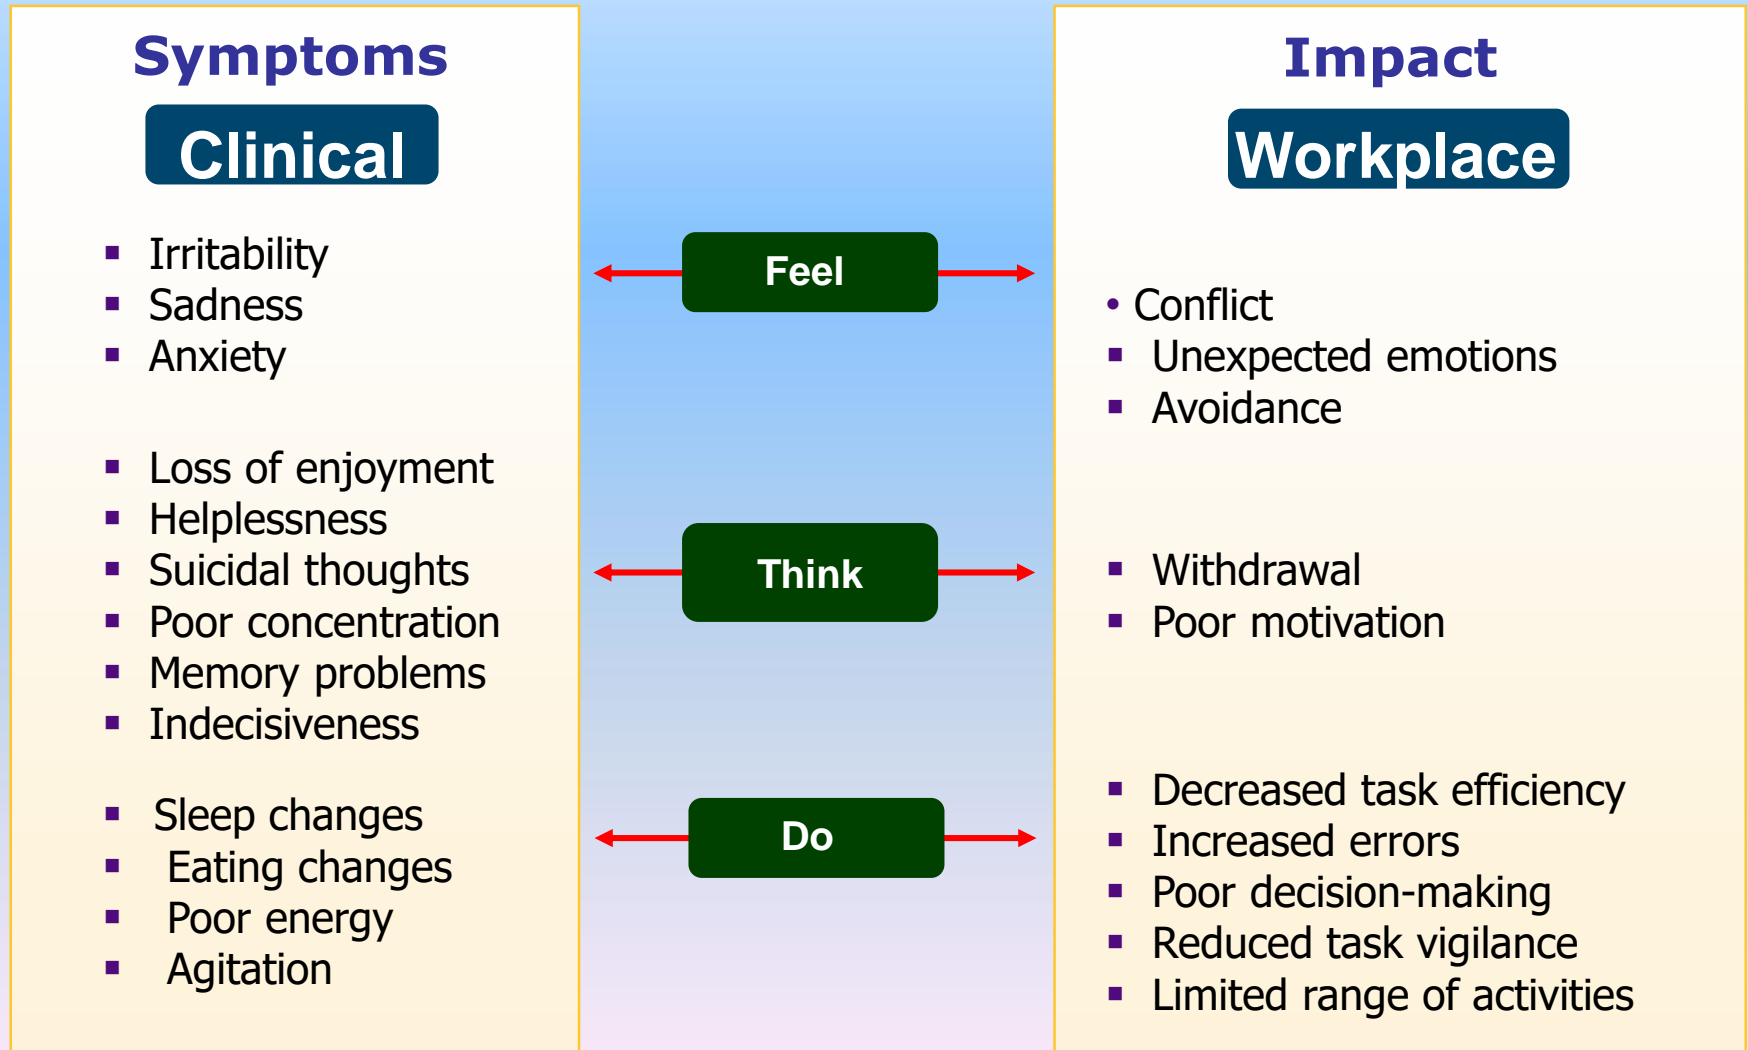 Symptoms
Clinical
▪ Irritability
▪ Sadness
▪ Anxiety
▪ Loss of enjoyment
▪ Helplessness
▪ Suicidal thoughts
▪ Poor concentration
▪ Memory problems
▪ Indecisiveness
▪ Sleep changes
▪ Eating changes
▪ Poor energy
▪ Agitation
Feel
Think
Do
Impact
Workplace
• Conflict
▪ Unexpected emotions
▪ Avoidance
▪ Withdrawal
▪ Poor motivation
▪ Decreased task efficiency
▪ Increased errors
▪ Poor decision-making
▪ Reduced task vigilance
▪ Limited range of activities